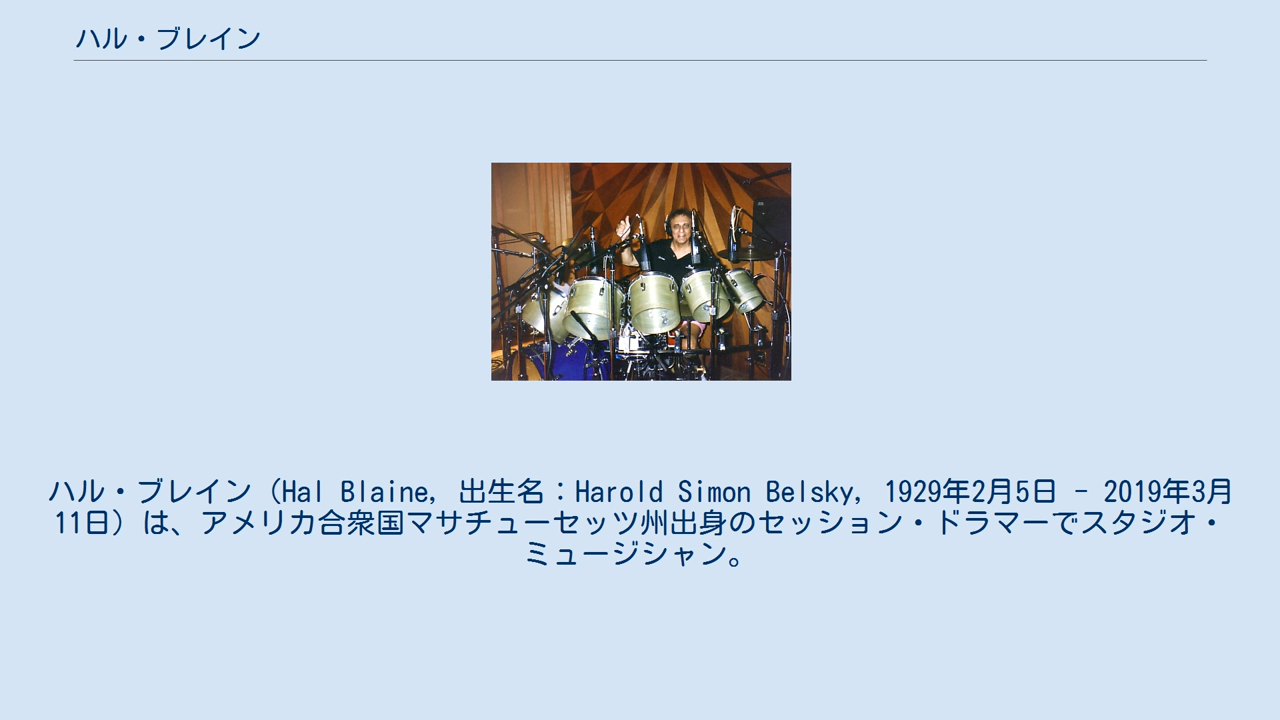 ハル・ブレイン
ハル・ブレイン（Hal Blaine, 出生名：Harold Simon Belsky, 1929年2月5日 - 2019年3月
11日）は、アメリカ合衆国マサチューセッツ州出身のセッション・ドラマーでスタジオ・
ミュージシャン。